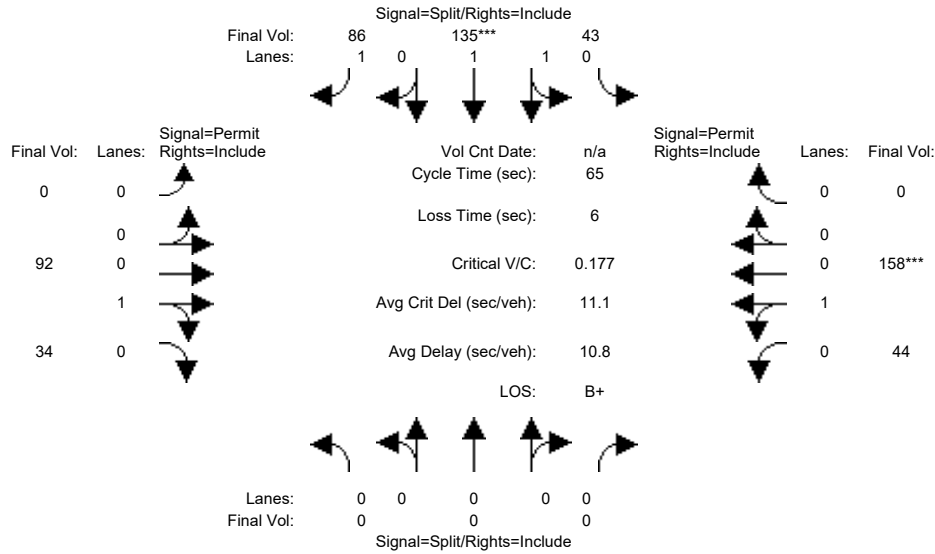 Signal=Split/Rights=Include
Final Vol: 86 135*** 43
Lanes: 1 0 1 1 0
Signal=Permit Signal=Permit
Final Vol: Lanes: Rights=Include Vol Cnt Date: n/a Rights=Include Lanes: Final Vol:
Cycle Time (sec): 65
0 0 0 0
Loss Time (sec): 6
0 0
92 0 Critical V/C: 0.177 0 158***
1 Avg Crit Del (sec/veh): 11.1 1
34 0 Avg Delay (sec/veh): 10.8 0 44
LOS: B+
Lanes: 0 0 0 0 0
Final Vol: 0 0 0
Signal=Split/Rights=Include